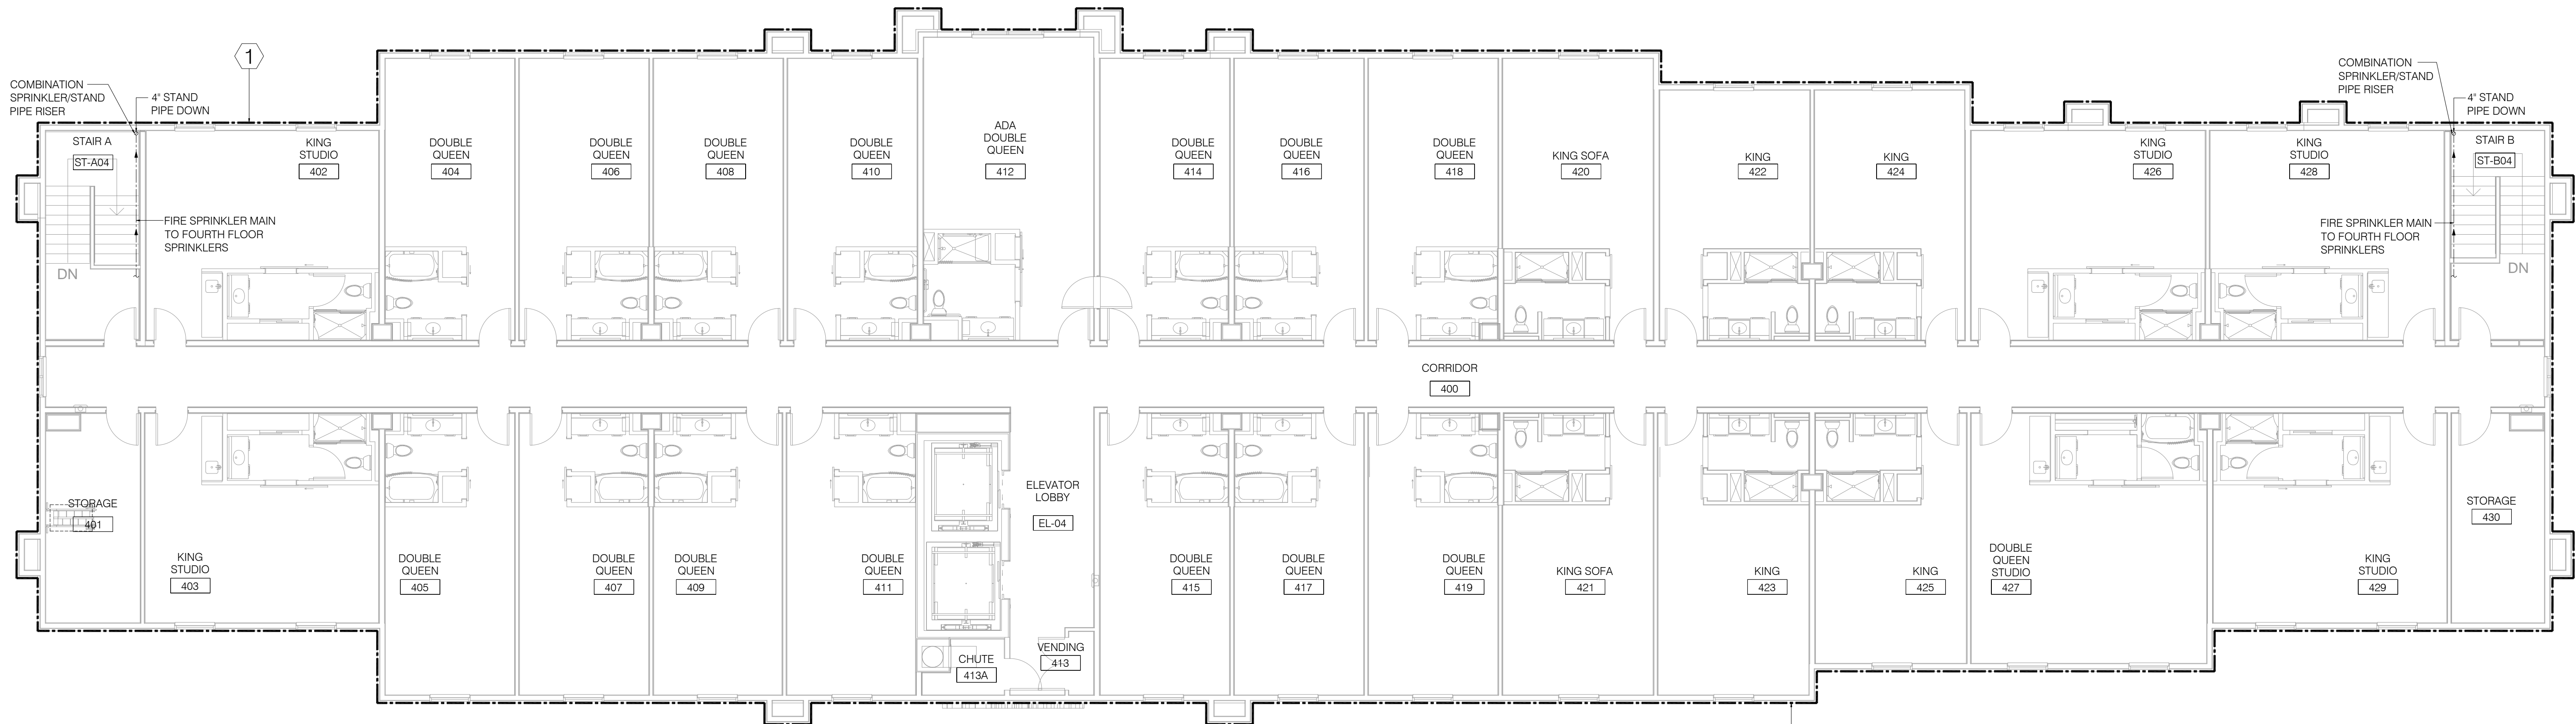 1
COMBINATION
SPRINKLER/STAND
PIPE RISER
4" STAND
PIPE DOWN
COMBINATION
SPRINKLER/STAND
PIPE RISER
4" STAND
PIPE DOWN
STAIR A
ST-A04
KING
STUDIO
402
DOUBLE
QUEEN
404
DOUBLE
QUEEN
406
DOUBLE
QUEEN
408
DOUBLE
QUEEN
410
ADA
DOUBLE
QUEEN
412
DOUBLE
QUEEN
414
DOUBLE
QUEEN
416
DOUBLE
QUEEN
418
KING SOFA
420
KING
422
KING
424
KING
STUDIO
426
KING
STUDIO
428
STAIR B
ST-B04
FIRE SPRINKLER MAIN
TO FOURTH FLOOR
SPRINKLERS
DN
FIRE SPRINKLER MAIN
TO FOURTH FLOOR
SPRINKLERS
DN
CORRIDOR
400
STORAGE
401
KING
STUDIO
403
DOUBLE
QUEEN
405
DOUBLE
QUEEN
407
DOUBLE
QUEEN
409
DOUBLE
QUEEN
411
ELEVATOR
LOBBY
EL-04
CHUTE
413A
VENDING
413
DOUBLE
QUEEN
415
DOUBLE
QUEEN
417
DOUBLE
QUEEN
419
KING SOFA
421
KING
423
KING
425
DOUBLE
QUEEN
STUDIO
427
KING
STUDIO
429
STORAGE
430